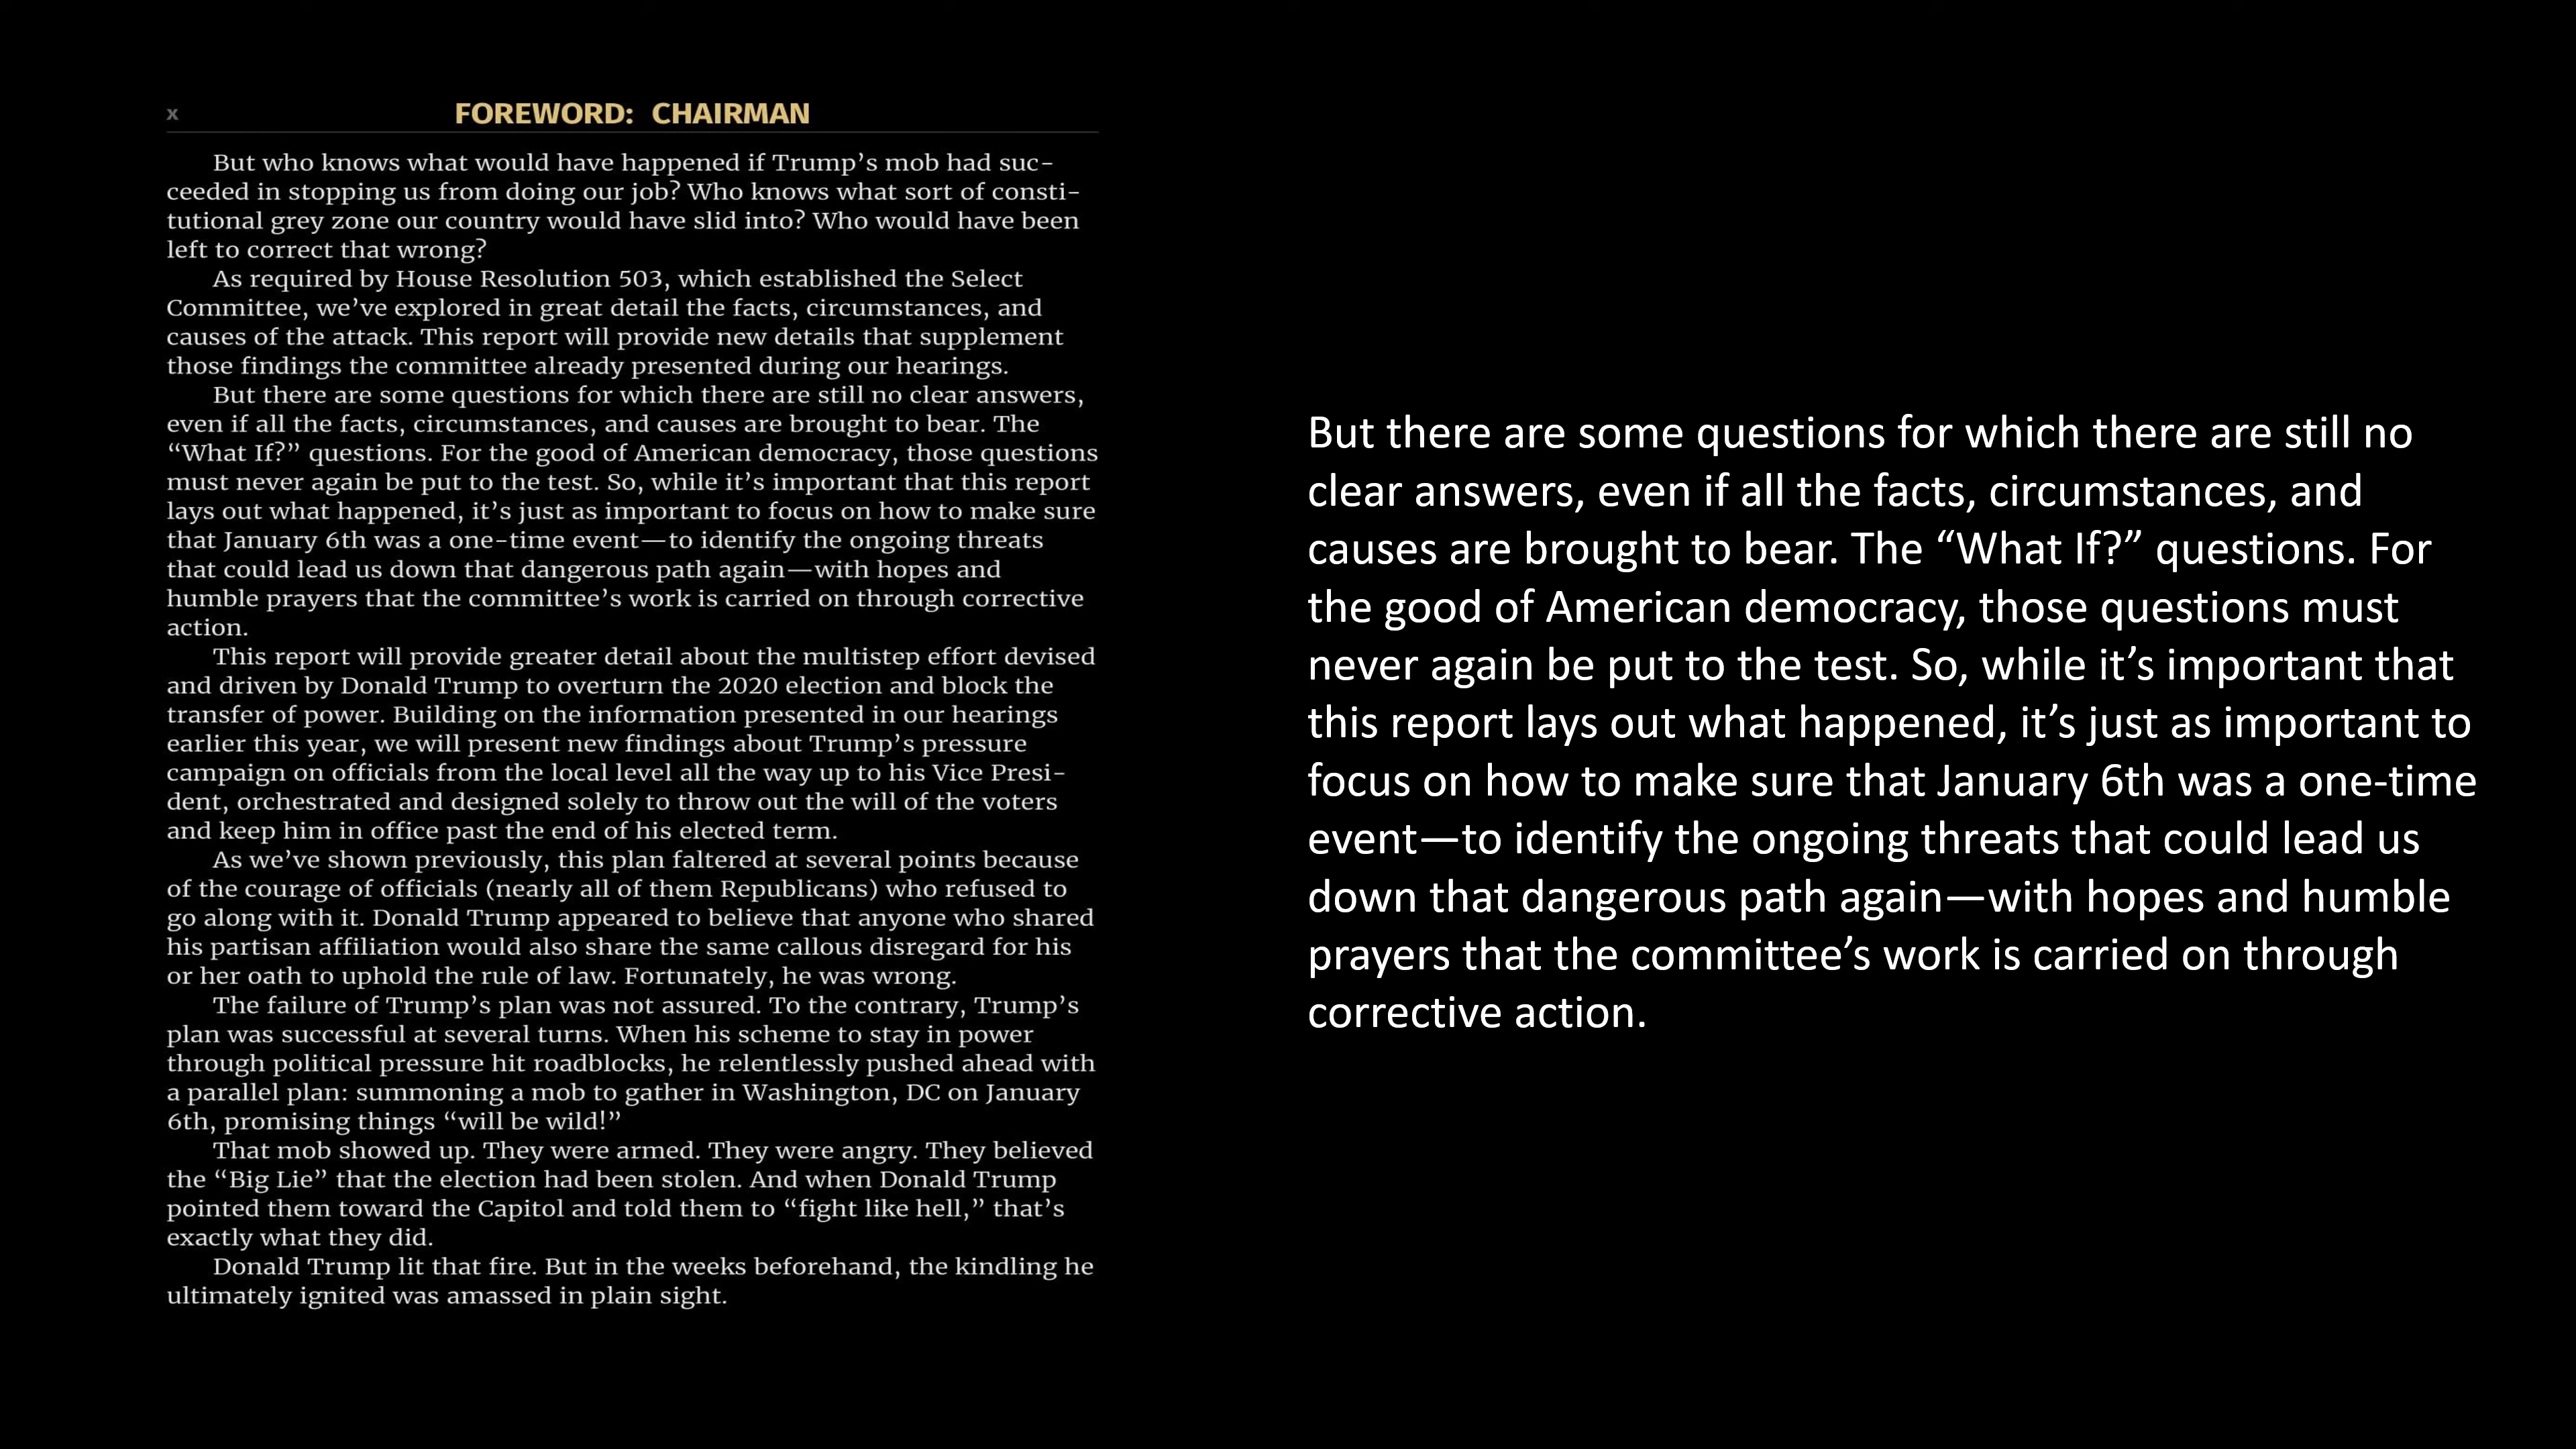 x
FOREWORD: CHAIRMAN
But who knows what would have happened if Trump’s mob had suc-
ceeded in stopping us from doing our job? Who knows what sort of consti-
tutional grey zone our country would have slid into? Who would have been
left to correct that wrong?
As required by House Resolution 503, which established the Select
Committee, we’ve explored in great detail the facts, circumstances, and
causes of the attack. This report will provide new details that supplement
those findings the committee already presented during our hearings.
But there are some questions for which there are still no clear answers,
even if all the facts, circumstances, and causes are brought to bear. The
“What If?” questions. For the good of American democracy, those questions
must never again be put to the test. So, while it’s important that this report
lays out what happened, it’s just as important to focus on how to make sure
that January 6th was a one-time event—to identify the ongoing threats
that could lead us down that dangerous path again—with hopes and
humble prayers that the committee’s work is carried on through corrective
action.
This report will provide greater detail about the multistep effort devised
and driven by Donald Trump to overturn the 2020 election and block the
transfer of power. Building on the information presented in our hearings
earlier this year, we will present new findings about Trump’s pressure
campaign on officials from the local level all the way up to his Vice Presi-
dent, orchestrated and designed solely to throw out the will of the voters
and keep him in office past the end of his elected term.
As we’ve shown previously, this plan faltered at several points because
of the courage of officials (nearly all of them Republicans) who refused to
go along with it. Donald Trump appeared to believe that anyone who shared
his partisan affiliation would also share the same callous disregard for his
or her oath to uphold the rule of law. Fortunately, he was wrong.
The failure of Trump’s plan was not assured. To the contrary, Trump’s
plan was successful at several turns. When his scheme to stay in power
through political pressure hit roadblocks, he relentlessly pushed ahead with
a parallel plan: summoning a mob to gather in Washington, DC on January
6th, promising things “will be wild!”
That mob showed up. They were armed. They were angry. They believed
the “Big Lie” that the election had been stolen. And when Donald Trump
pointed them toward the Capitol and told them to “fight like hell,” that’s
exactly what they did.
Donald Trump lit that fire. But in the weeks beforehand, the kindling he
ultimately ignited was amassed in plain sight.
But there are some questions for which there are still no
clear answers, even if all the facts, circumstances, and
causes are brought to bear. The “What If?” questions. For
the good of American democracy, those questions must
never again be put to the test. So, while it’s important that
this report lays out what happened, it’s just as important to
focus on how to make sure that January 6th was a one-time
event—to identify the ongoing threats that could lead us
down that dangerous path again—with hopes and humble
prayers that the committee’s work is carried on through
corrective action.